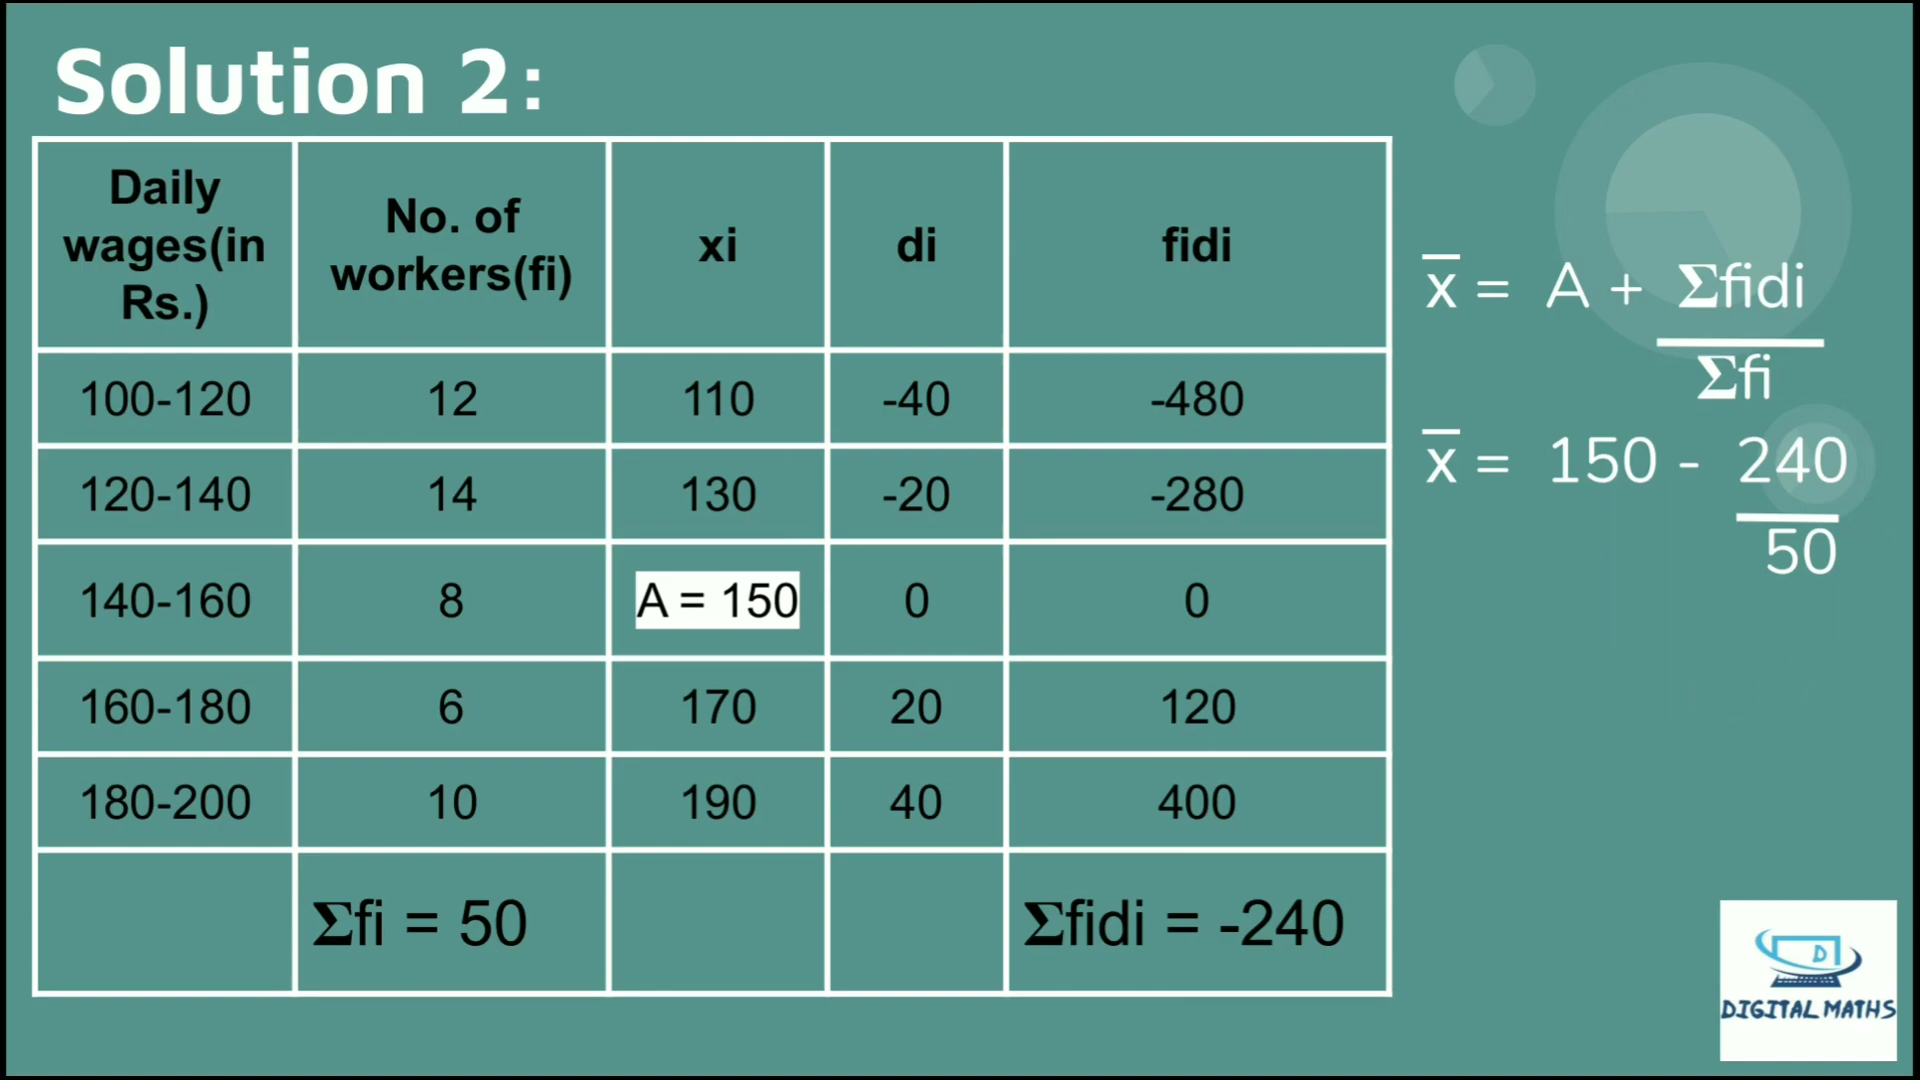 Solution 2:
Daily wages(in Rs.) No. of workers(fi) xi di fidi
100-120 12 110 -40 -480
120-140 14 130 -20 -280
140-160 8 A = 150 0 0
160-180 6 170 20 120
180-200 10 190 40 400
Σfi = 50 Σfidi = -240
x̅ = A + Σfidi
Σfi
x̅ = 150 - 240
50
D
DIGITAL MATHS